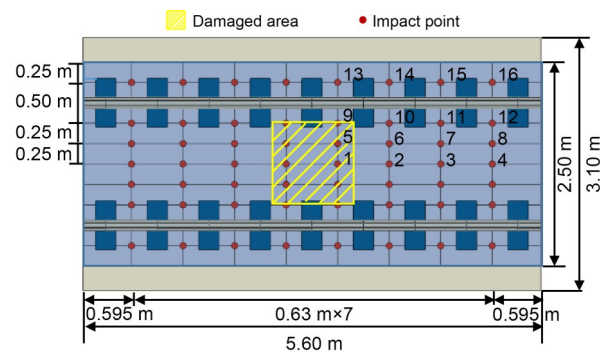 Damaged area
Impact point
0.25 m
0.50 m
0.25 m
0.25 m
13 14 15 16
9 10 11 12
5 6 7 8
1 2 3 4
2.50 m
3.10 m
0.595 m
0.63 m×7
0.595 m
5.60 m